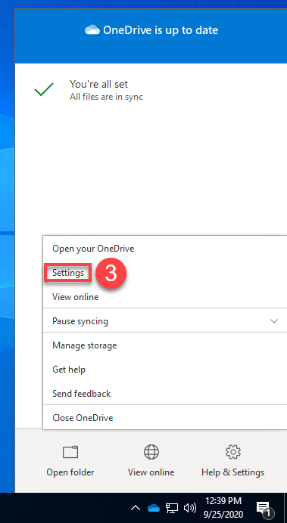 OneDrive is up to date
You're all set
All files are in sync
Open your OneDrive
Settings
3
View online
Pause syncing
Manage storage
Get help
Send feedback
Close OneDrive
Open folder
View online
Help & Settings
12:39 PM
9/25/2020
1